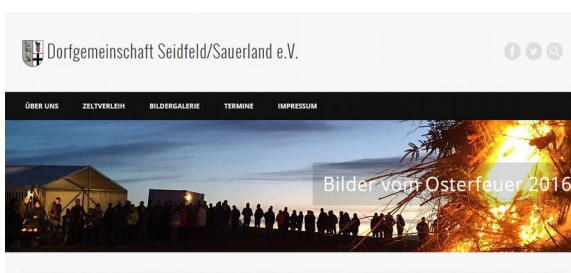 Dorfgemeinschaft Seidfeld/Sauerland e.V.
ÜBER UNS ZELTVERLEIH BILDERGALERIE TERMINE IMPRESSUM
Bilder vom Osterfeuer 2016